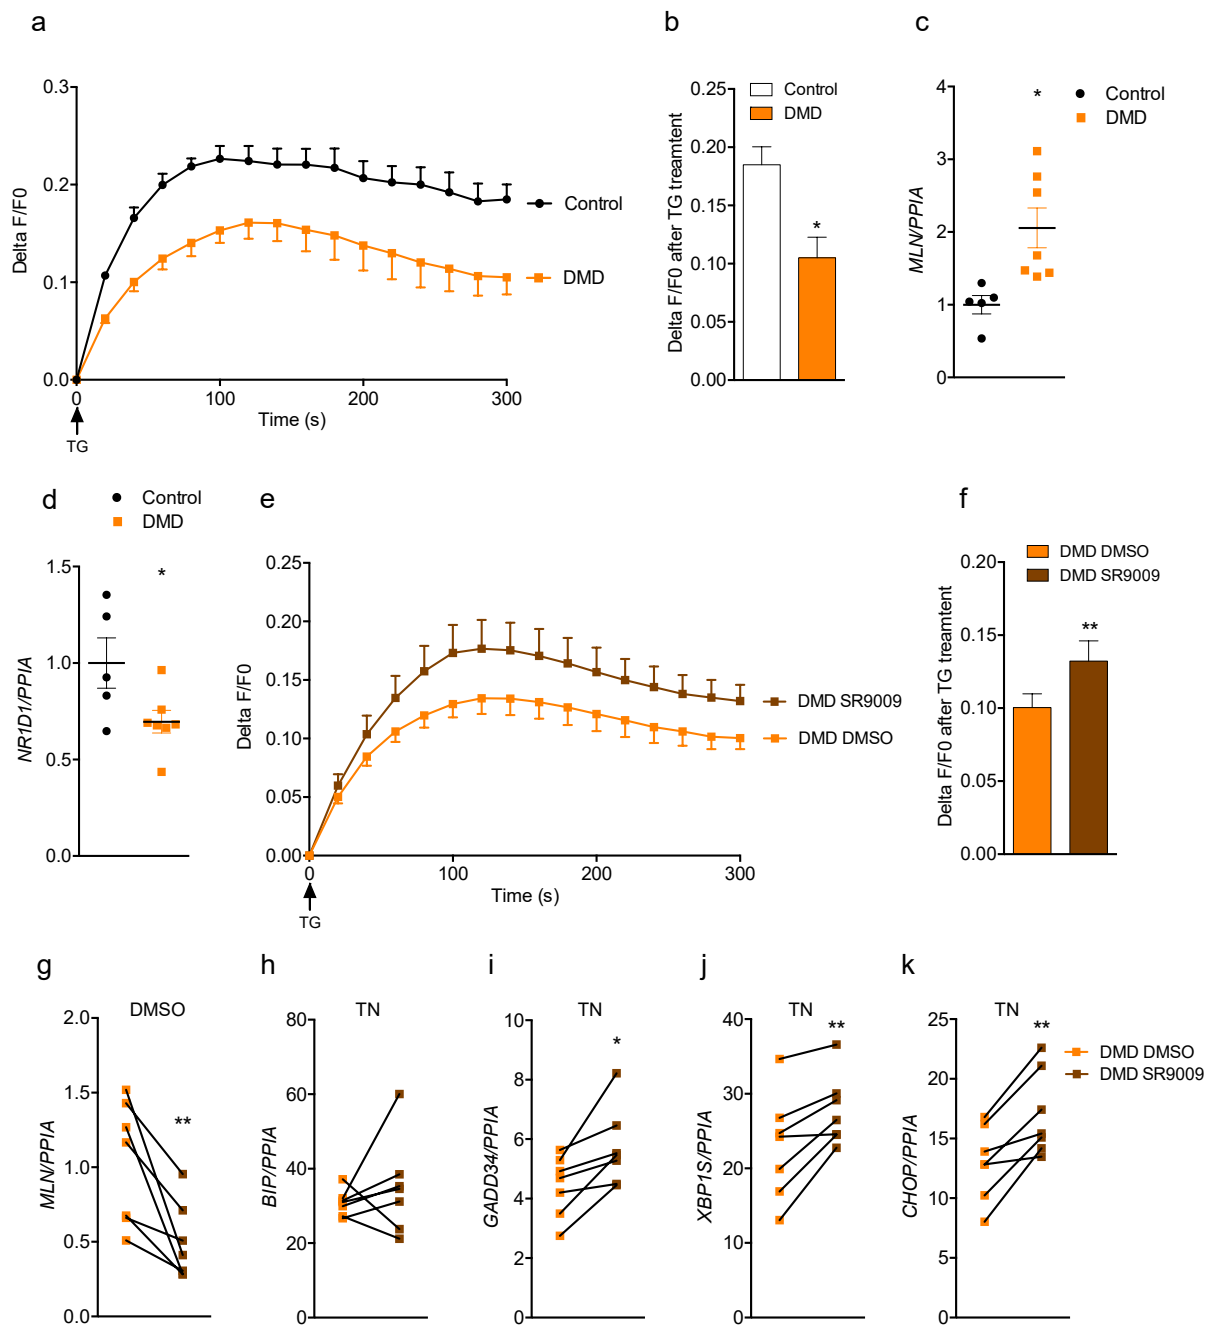 a
Delta F/F0
0.3
0.2
0.1
0.0
0
100
200
300
Time (s)
TG
Control
DMD
b
Delta F/F0 after TG treamtent
0.25
0.20
0.15
0.10
0.05
0.00
Control
DMD
*
c
MLN/PPIA
4
3
2
1
0
*
Control
DMD
d
Control
DMD
NR1D1/PPIA
1.5
1.0
0.5
0.0
*
e
Delta F/F0
0.25
0.20
0.15
0.10
0.05
0.00
0
100
200
300
Time (s)
TG
DMD SR9009
DMD DMSO
f
DMD DMSO
DMD SR9009
Delta F/F0 after TG treamtent
0.20
0.15
0.10
0.05
0.00
**
g
DMSO
MLN/PPIA
2.0
1.5
1.0
0.5
0.0
**
h
TN
BIP/PPIA
80
60
40
20
0
i
TN
GADD34/PPIA
10
8
6
4
2
0
*
j
TN
XBP1S/PPIA
40
30
20
10
0
**
k
TN
CHOP/PPIA
25
20
15
10
5
0
**
DMD DMSO
DMD SR9009